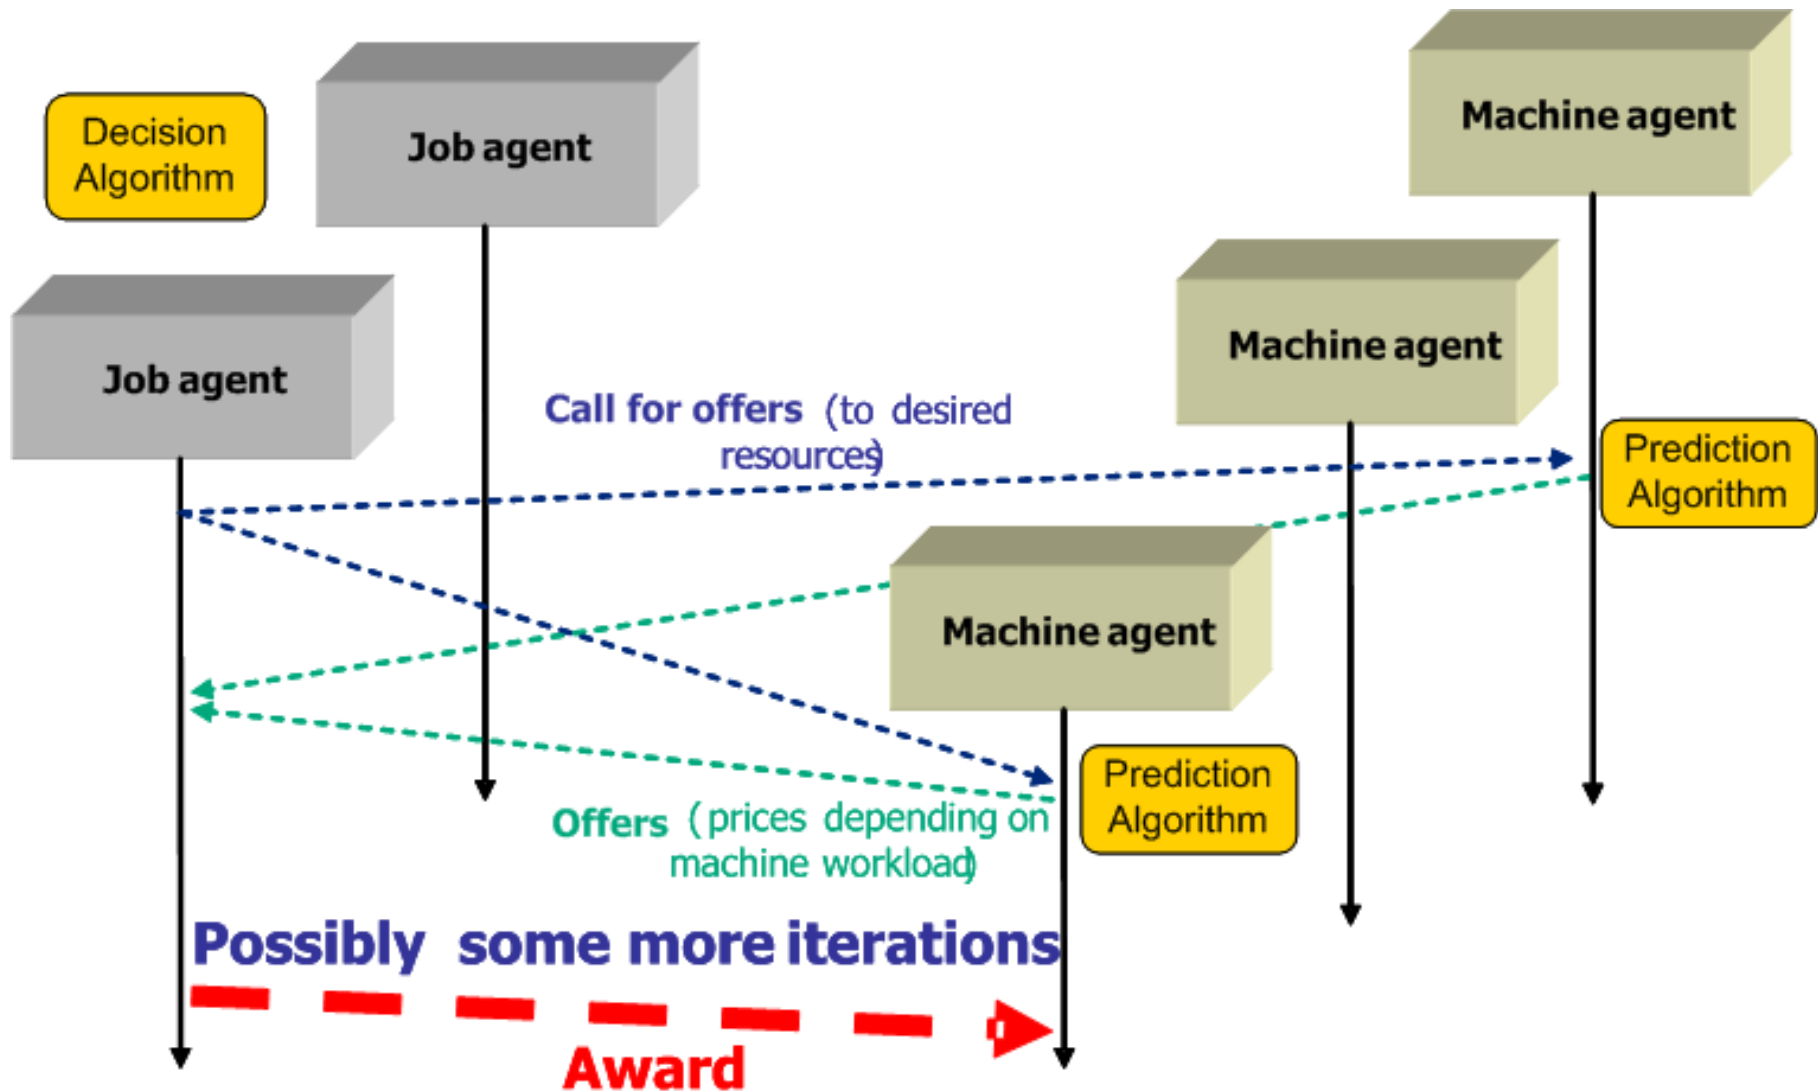 Decision
Algorithm
Job agent
Machine agent
Job agent
Machine agent
Call for offers (to desired
resources)
Prediction
Algorithm
Machine agent
Prediction
Algorithm
Offers (prices depending on
machine workload)
Possibly some more iterations
Award